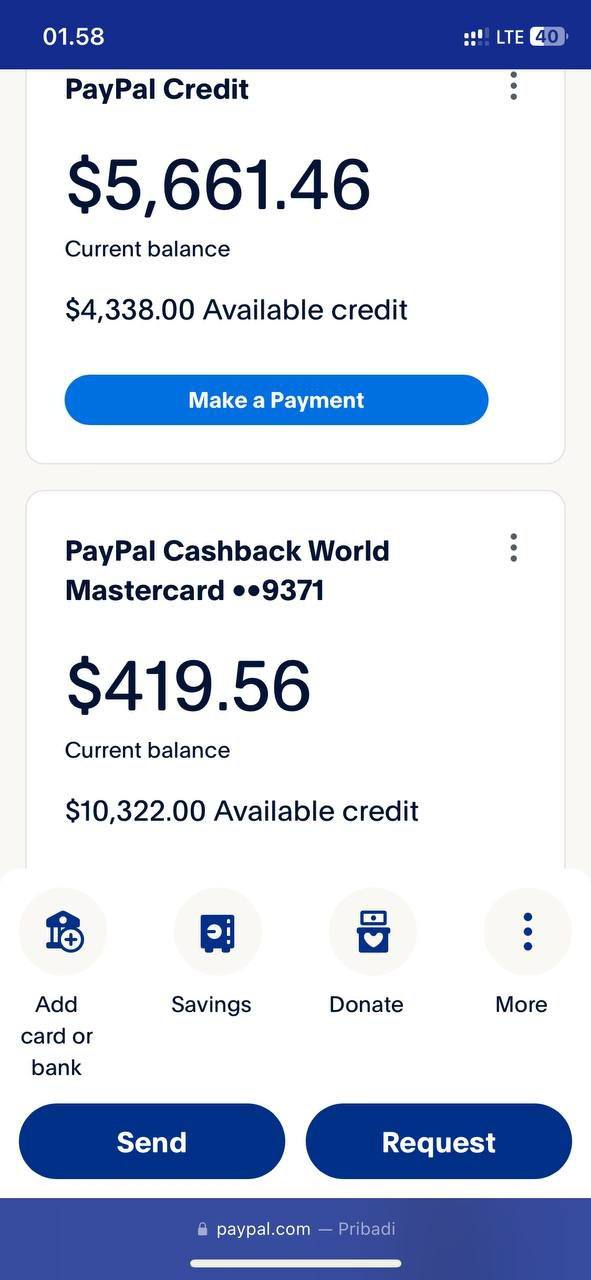 01.58
LTE 40
PayPal Credit
$5,661.46
Current balance
$4,338.00 Available credit
Make a Payment
PayPal Cashback World
Mastercard ••9371
$419.56
Current balance
$10,322.00 Available credit
Add
card or
bank
Savings
Donate
More
Send
Request
paypal.com — Pribadi